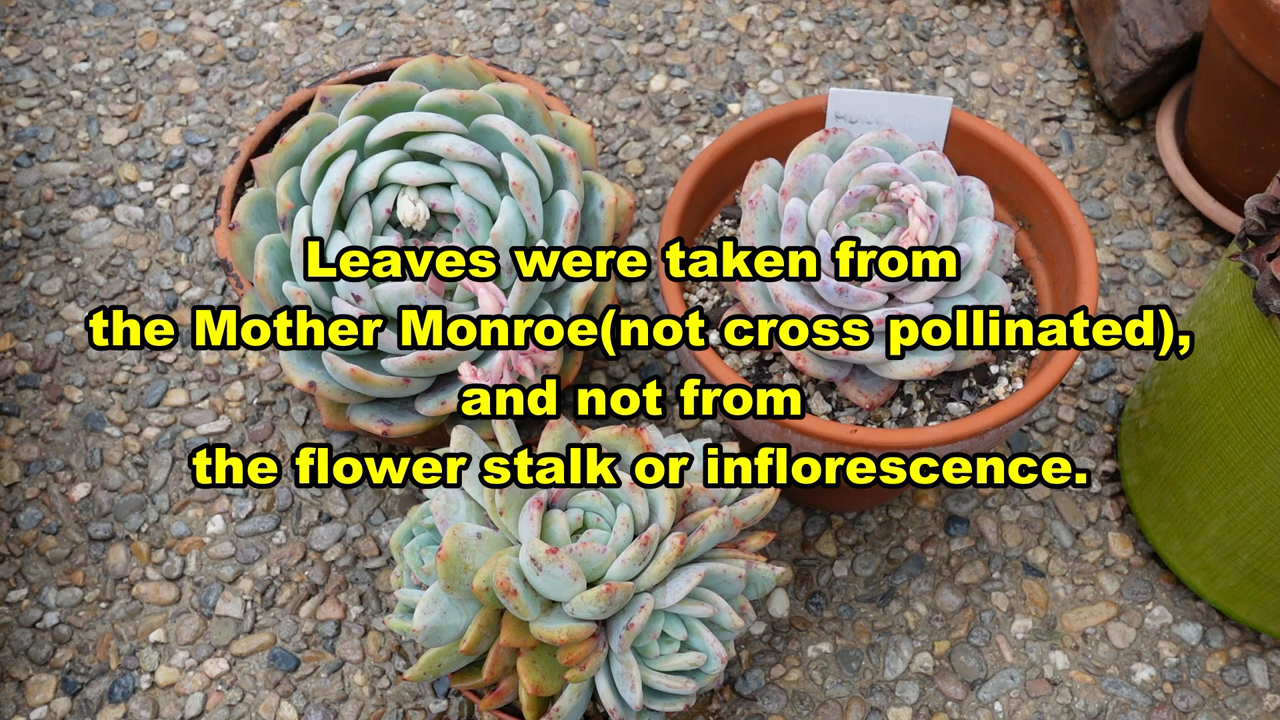 Leaves were taken from
the Mother Monroe(not cross pollinated),
and not from
the flower stalk or inflorescence.